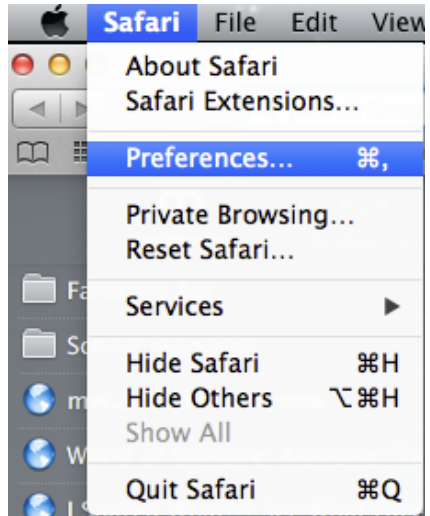 Safari File Edit View
About Safari
Safari Extensions...
Preferences... ⌘,
Private Browsing...
Reset Safari...
Services ▶
Hide Safari ⌘H
Hide Others ⌥⌘H
Show All
Quit Safari ⌘Q